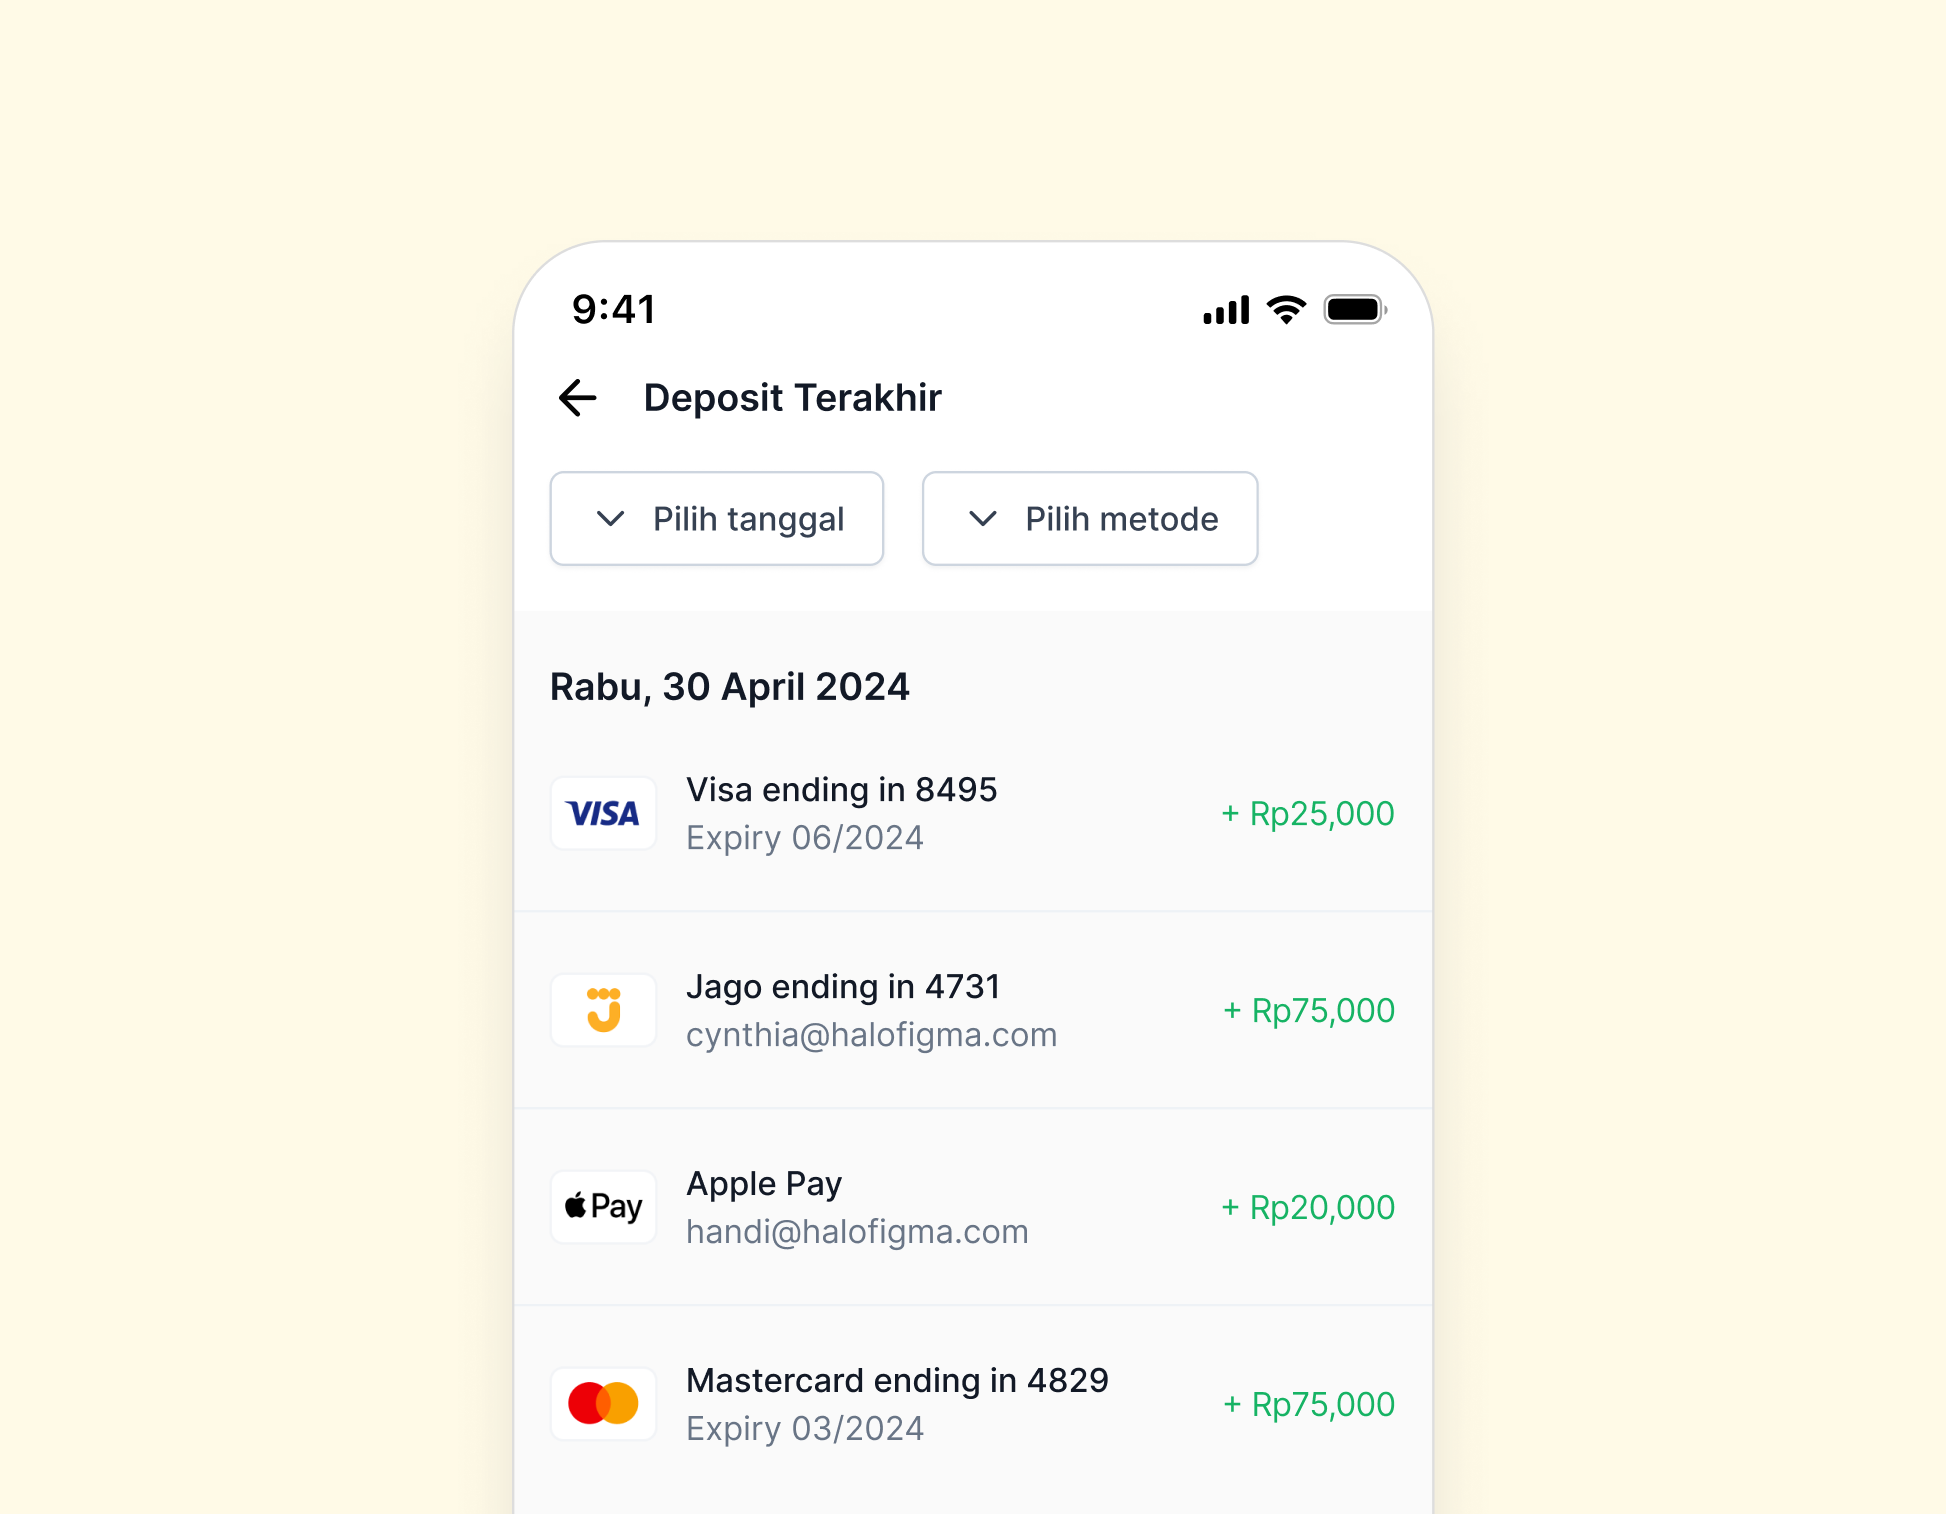 9:41
Deposit Terakhir
Pilih tanggal
Pilih metode
Rabu, 30 April 2024
VISA
Visa ending in 8495
Expiry 06/2024
+ Rp25,000
Jago ending in 4731
cynthia@halofigma.com
+ Rp75,000
Pay
Apple Pay
handi@halofigma.com
+ Rp20,000
Mastercard ending in 4829
Expiry 03/2024
+ Rp75,000